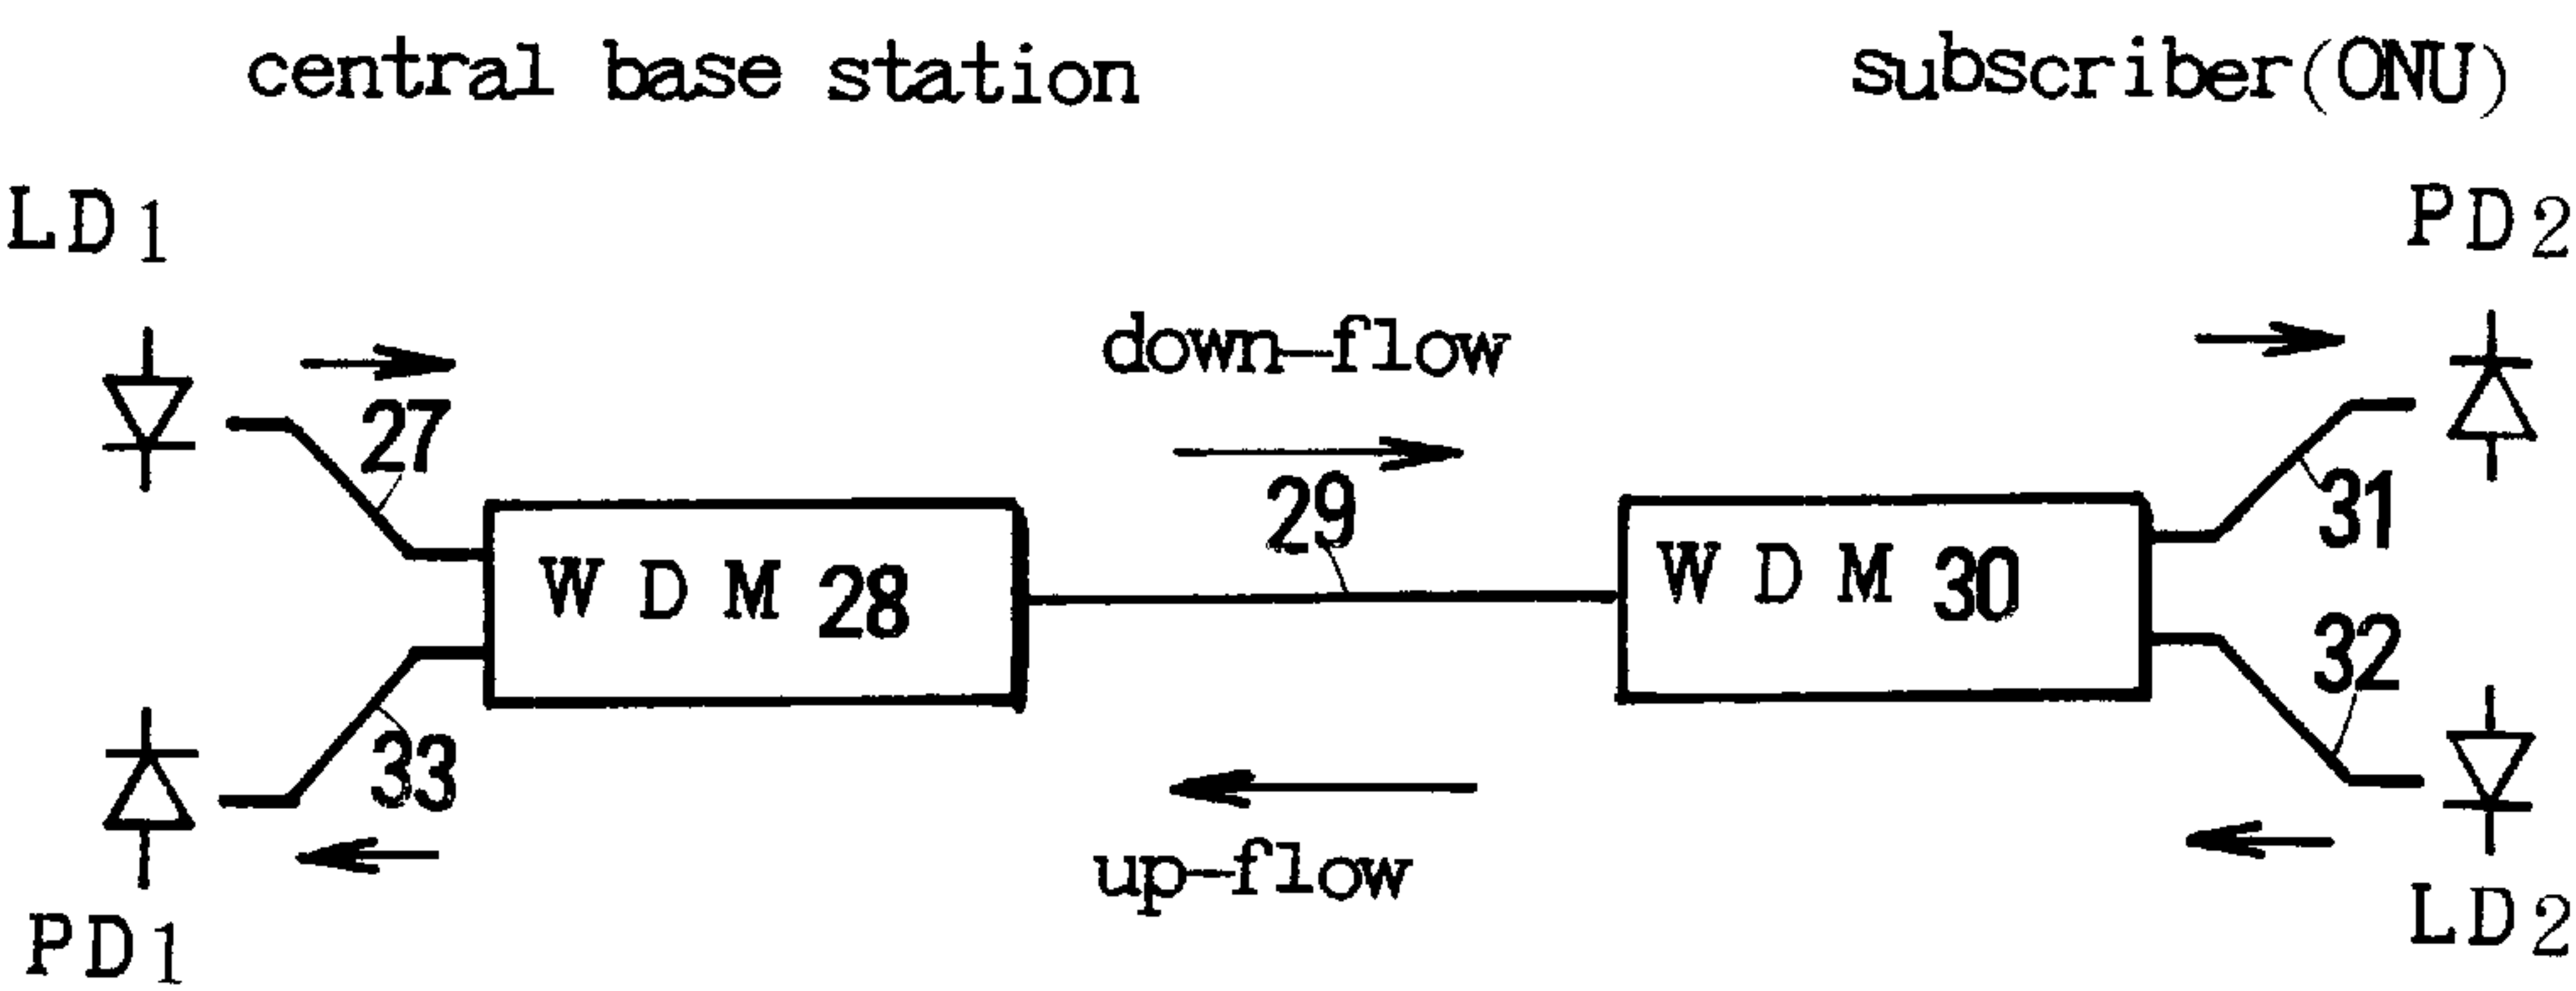 central base station
subscriber(ONU)
LD1
PD2
down-flow
27
29
31
WDM 28
WDM 30
32
33
up-flow
PD1
LD2